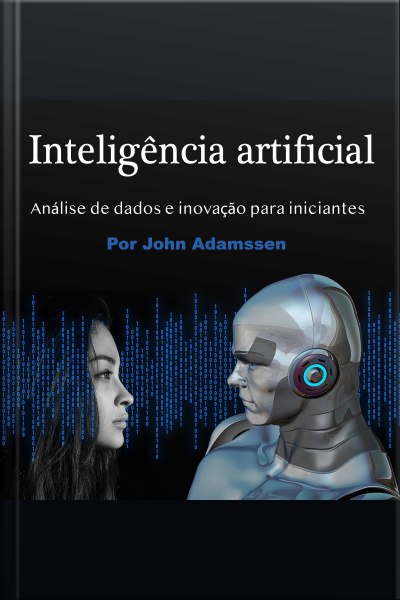 Inteligência artificial
Análise de dados e inovação para iniciantes
Por John Adamssen